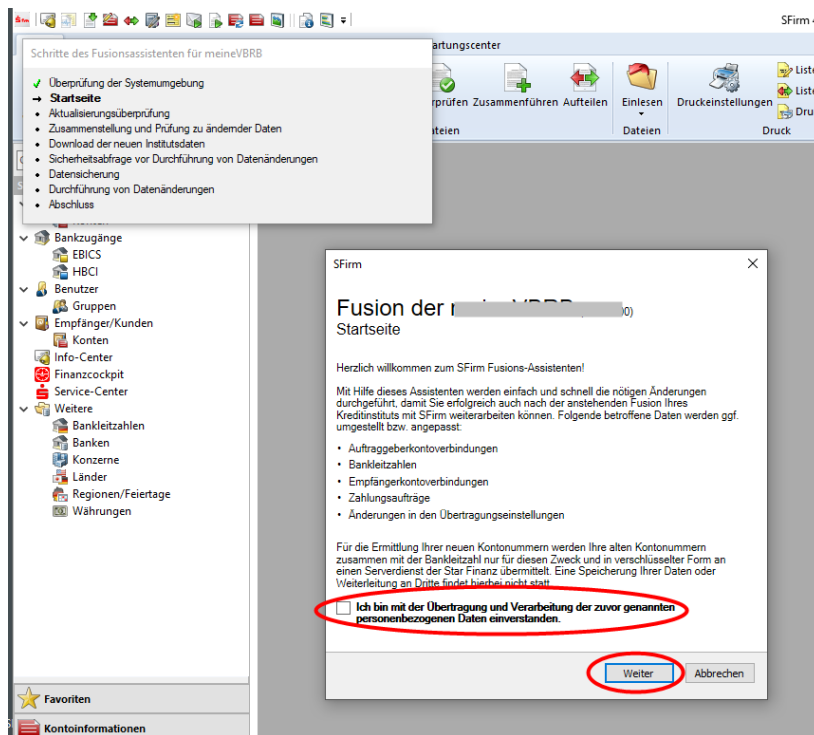 SFirm 4
Schritte des Fusionsassistenten für meineVBRB
Überprüfung der Systemumgebung
Startseite
Aktualisierungsüberprüfung
Zusammenstellung und Prüfung zu ändernder Daten
Download der neuen Institutsdaten
Sicherheitsabfrage vor Durchführung von Datenänderungen
Datensicherung
Durchführung von Datenänderungen
Abschluss
artungscenter
rprüfen Zusammenführen Aufteilen
Einlesen
Druckeinstellungen
Liste
Liste
Dru
teien
Dateien
Druck
Bankzugänge
EBICS
HBCI
Benutzer
Gruppen
Empfänger/Kunden
Konten
Info-Center
Finanzcockpit
Service-Center
Weitere
Bankleitzahlen
Banken
Konzerne
Länder
Regionen/Feiertage
Währungen
Favoriten
Kontoinformationen
SFirm
Fusion der
Startseite
Herzlich willkommen zum SFirm Fusions-Assistenten!
Mit Hilfe dieses Assistenten werden einfach und schnell die nötigen Änderungen
durchgeführt, damit Sie erfolgreich auch nach der anstehenden Fusion Ihres
Kreditinstituts mit SFirm weiterarbeiten können. Folgende betroffene Daten werden ggf.
umgestellt bzw. angepasst:
• Auftraggeberkontoverbindungen
• Bankleitzahlen
• Empfängerkontoverbindungen
• Zahlungsaufträge
• Änderungen in den Übertragungseinstellungen
Für die Ermittlung Ihrer neuen Kontonummern werden Ihre alten Kontonummern
zusammen mit der Bankleitzahl nur für diesen Zweck und in verschlüsselter Form an
einen Serverdienst der Star Finanz übermittelt. Eine Speicherung Ihrer Daten oder
Weiterleitung an Dritte findet hierbei nicht statt.
Ich bin mit der Übertragung und Verarbeitung der zuvor genannten
personenbezogenen Daten einverstanden.
Weiter
Abbrechen